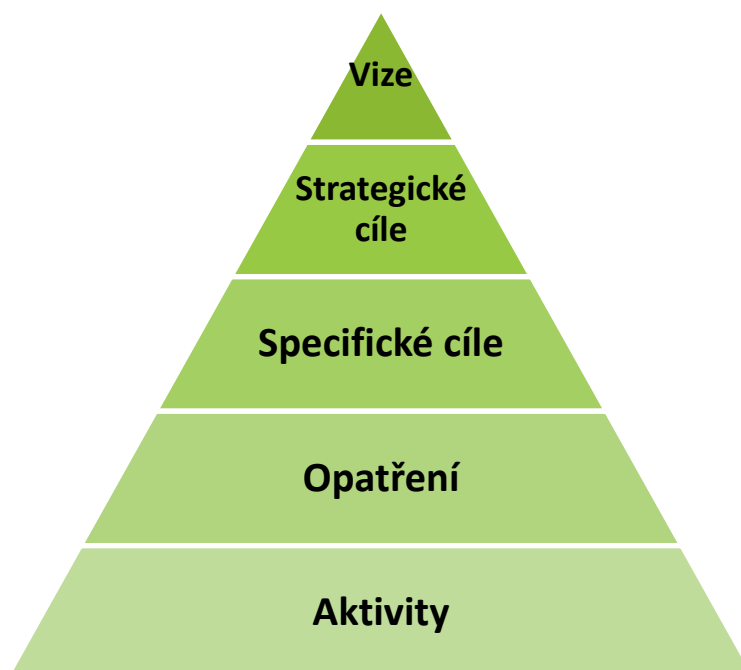 Vize
Strategické
cíle
Specifické cíle
Opatření
Aktivity